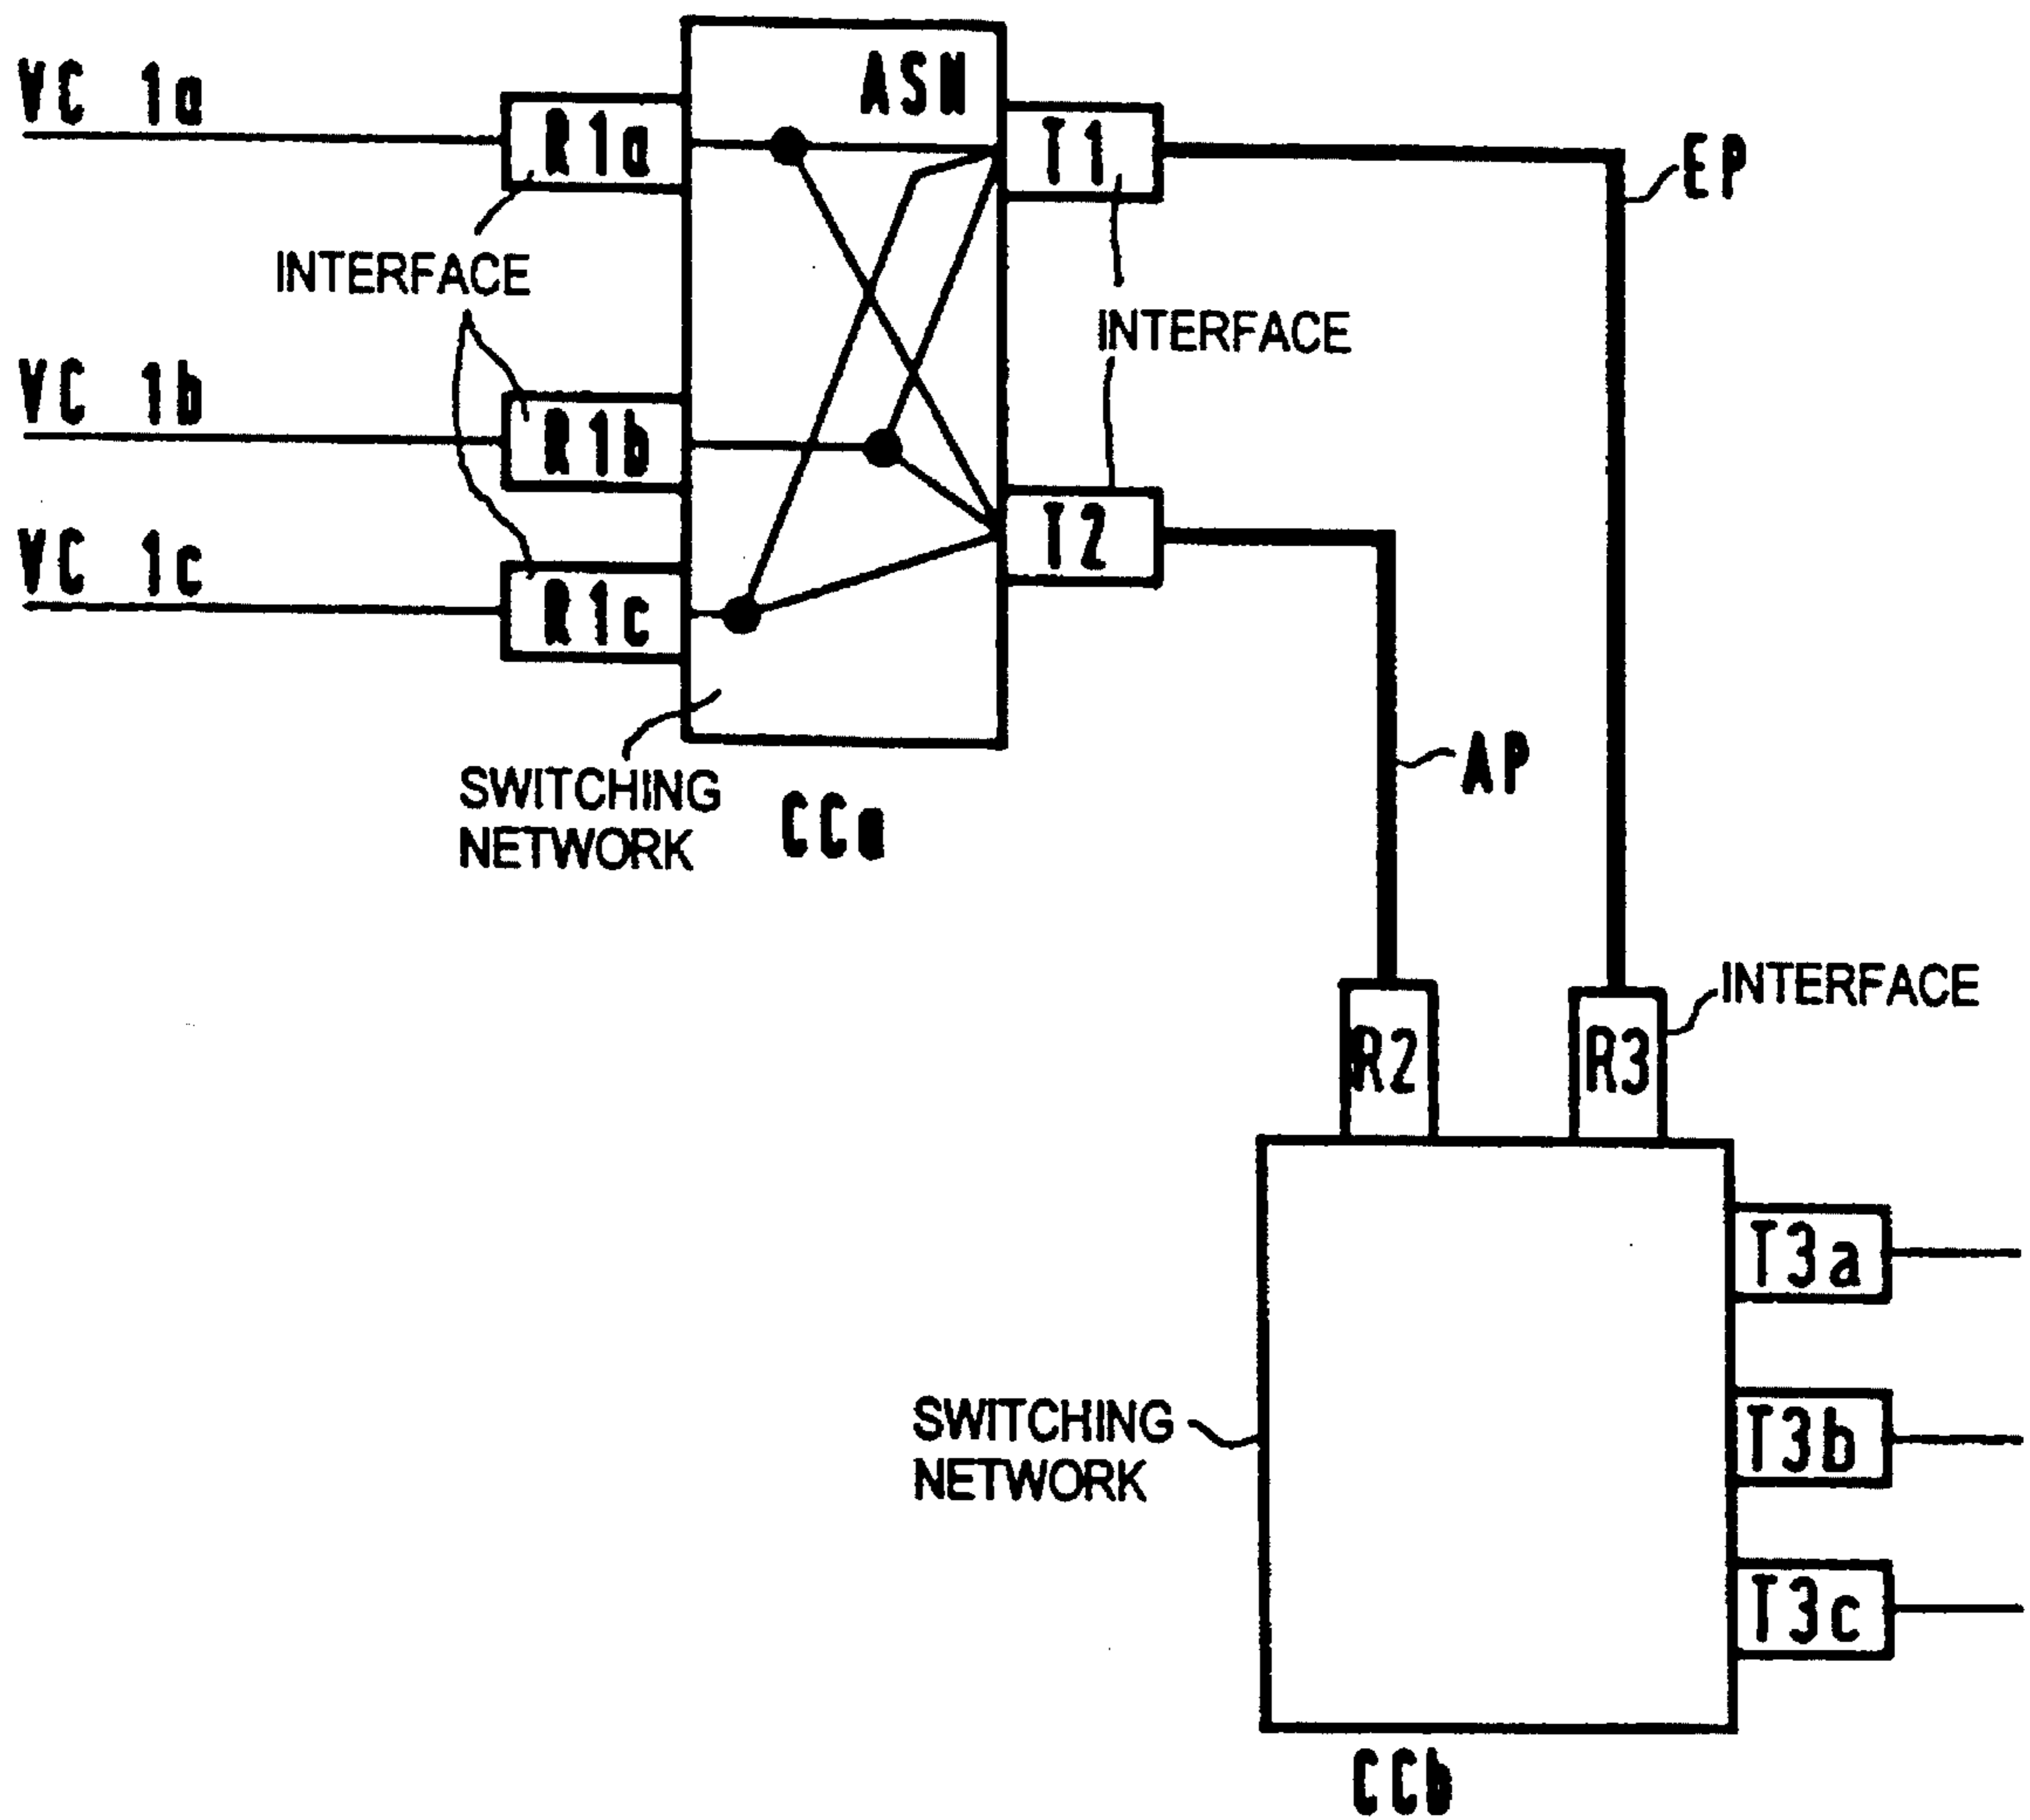 VC 1a
ASN
R1a
T1
EP
INTERFACE
INTERFACE
VC 1b
R1b
T2
VC 1c
R1c
AP
SWITCHING
NETWORK
CCa
INTERFACE
R2
R3
T3a
SWITCHING
NETWORK
T3b
T3c
CCb